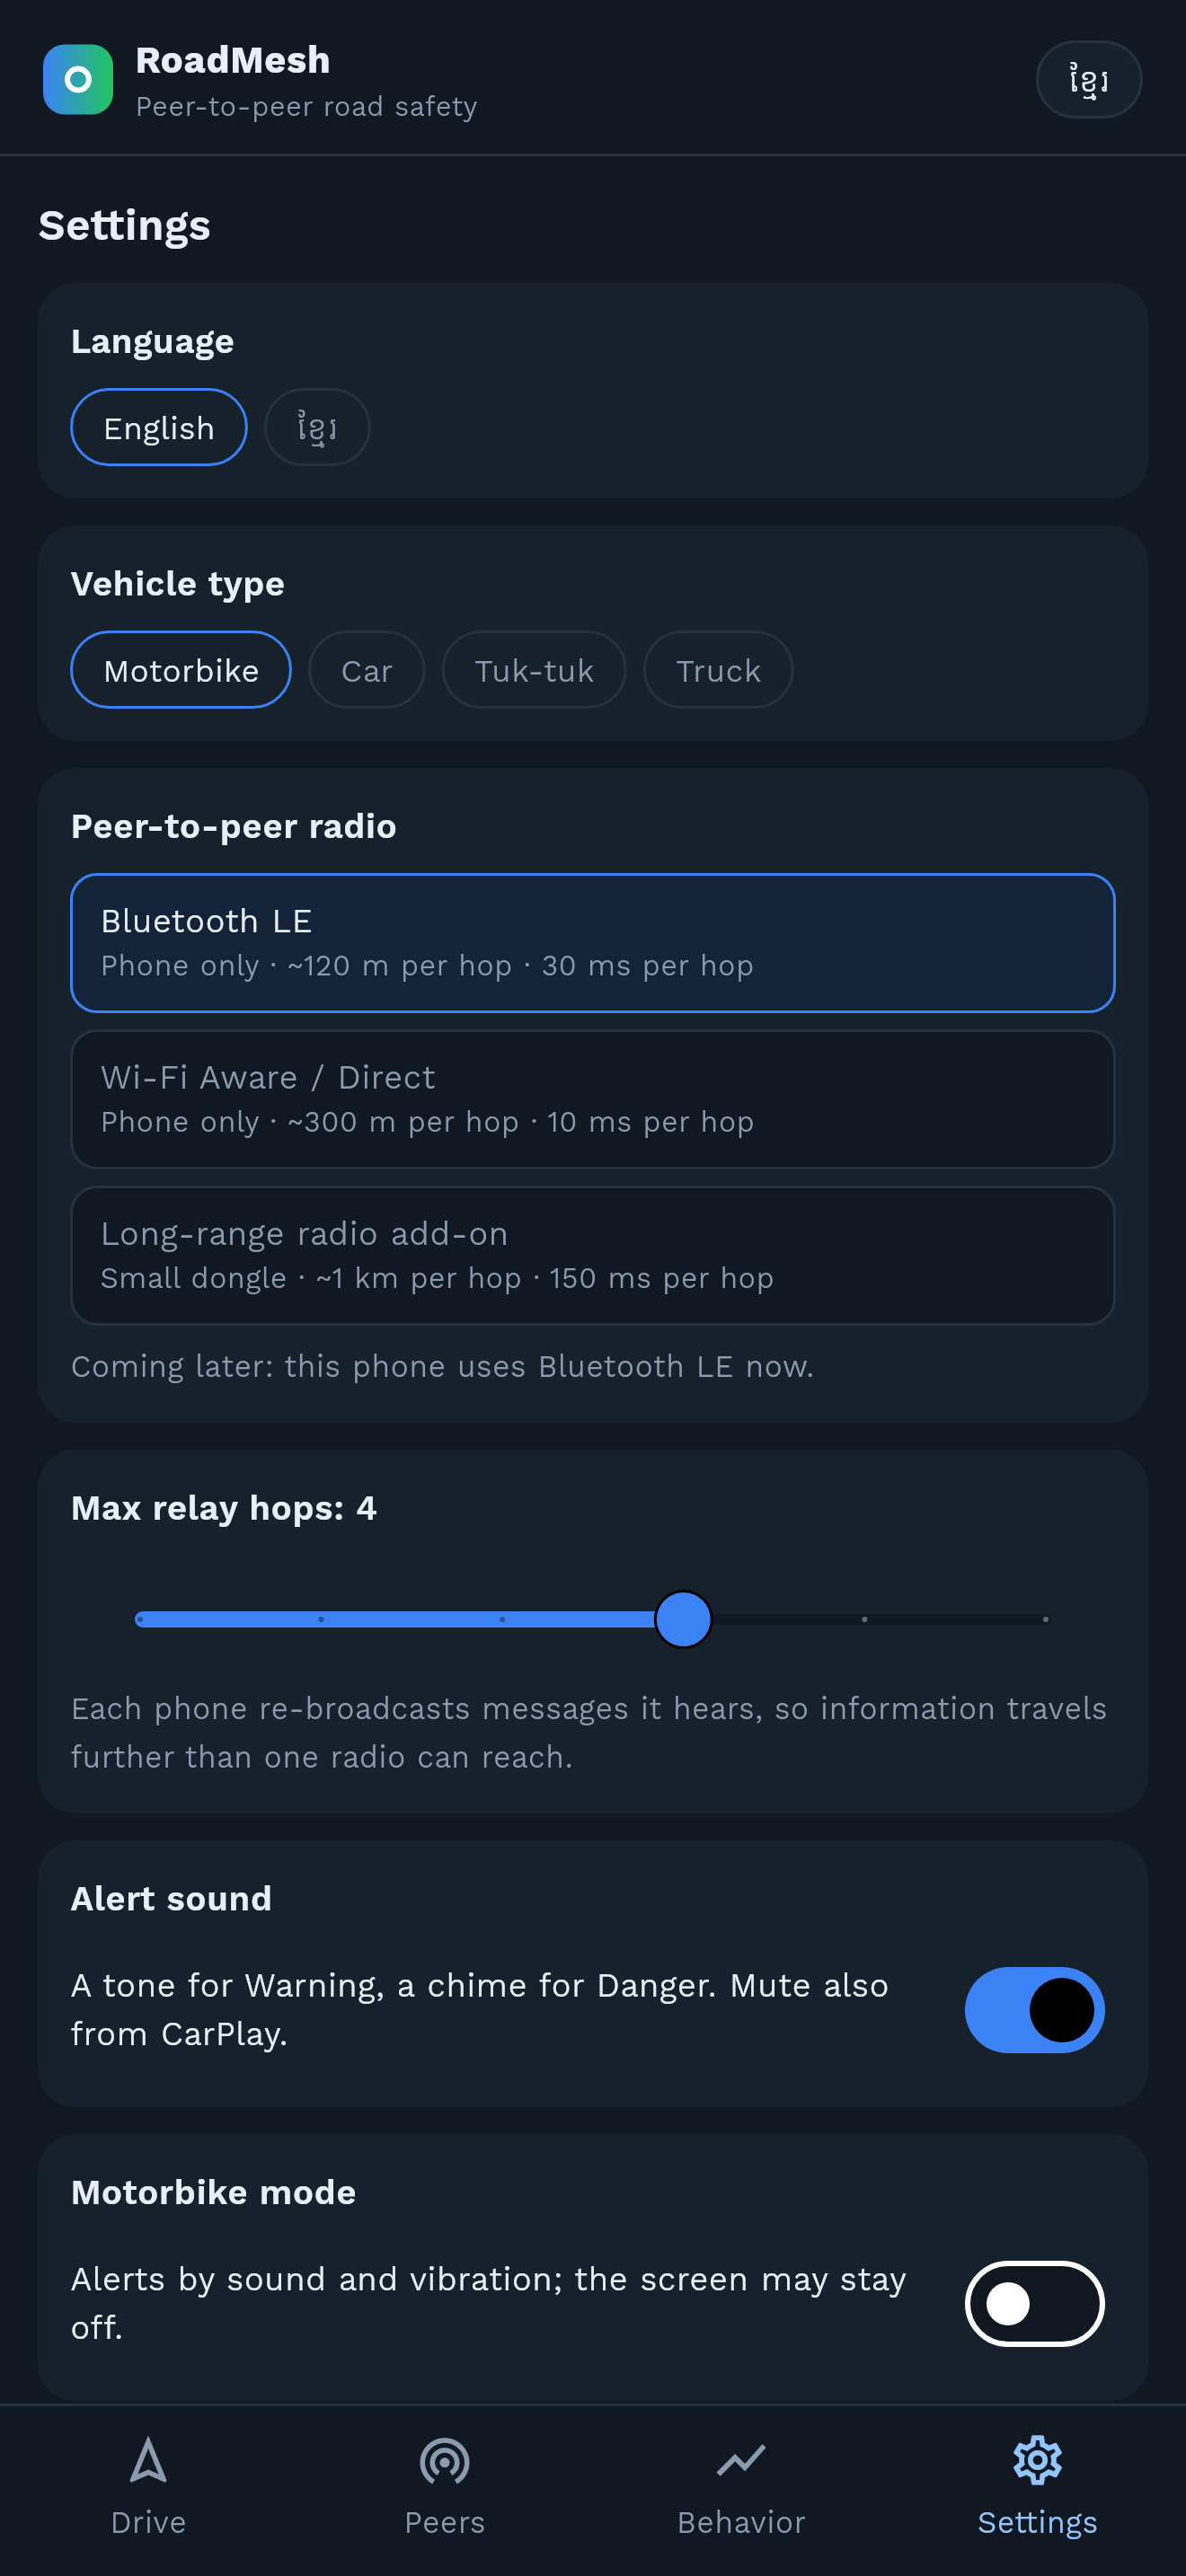 RoadMesh
Peer-to-peer road safety
ខ្មែរ
Settings
Language
English
ខ្មែរ
Vehicle type
Motorbike
Car
Tuk-tuk
Truck
Peer-to-peer radio
Bluetooth LE
Phone only · ~120 m per hop · 30 ms per hop
Wi-Fi Aware / Direct
Phone only · ~300 m per hop · 10 ms per hop
Long-range radio add-on
Small dongle · ~1 km per hop · 150 ms per hop
Coming later: this phone uses Bluetooth LE now.
Max relay hops: 4
Each phone re-broadcasts messages it hears, so information travels
further than one radio can reach.
Alert sound
A tone for Warning, a chime for Danger. Mute also
from CarPlay.
Motorbike mode
Alerts by sound and vibration; the screen may stay
off.
Drive
Peers
Behavior
Settings